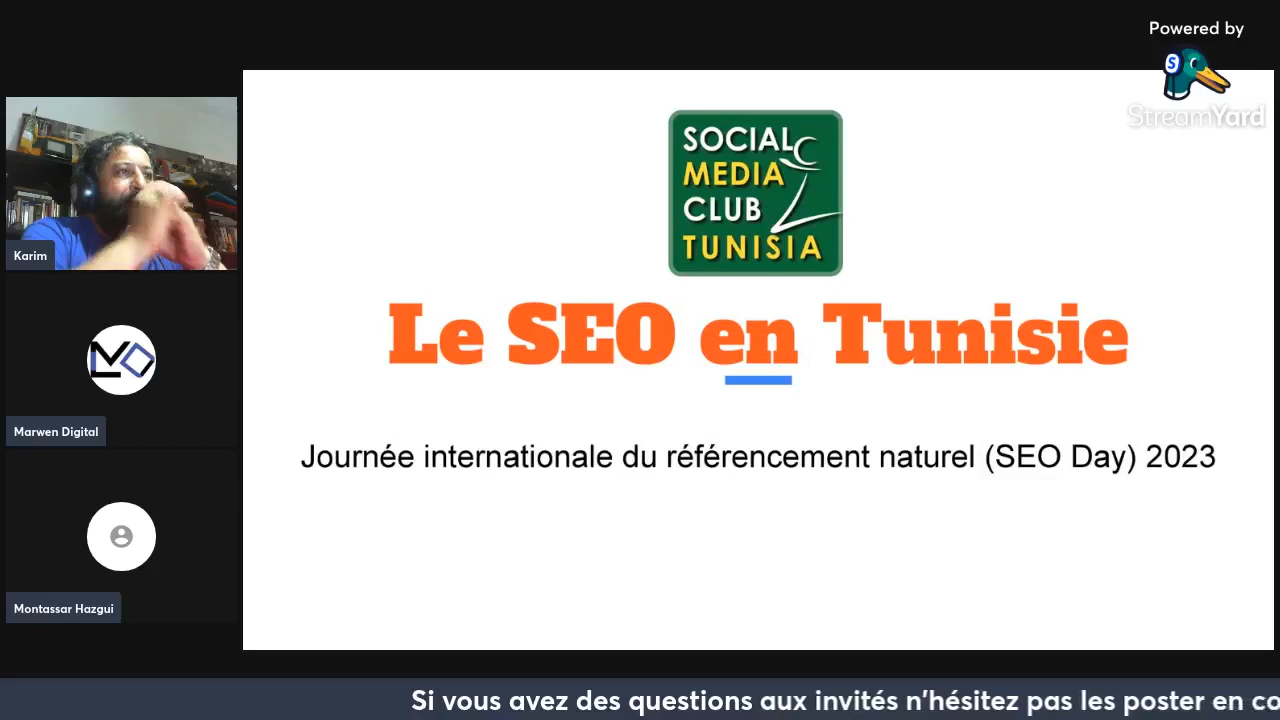 Powered by
StreamYard
SOCIAL
MEDIA
CLUB
TUNISIA
Le SEO en Tunisie
Journée internationale du référencement naturel (SEO Day) 2023
Karim
Marwen Digital
Montassar Hazgui
Si vous avez des questions aux invités n'hésitez pas les poster en co